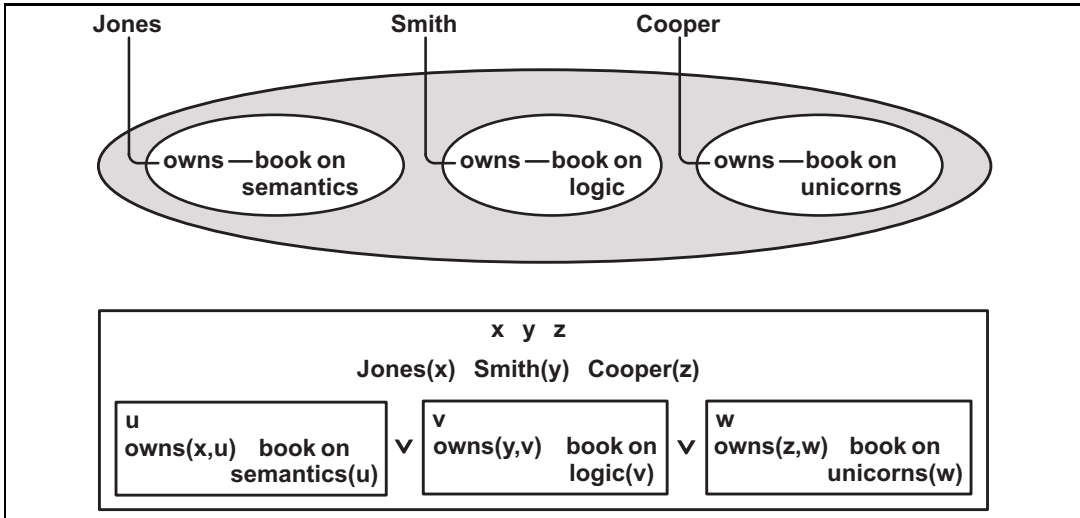 Jones Smith Cooper
owns book on owns book on owns book on
semantics logic unicorns
x y z
Jones(x) Smith(y) Cooper(z)
u v w
owns(x,u) book on ∨ owns(y,v) book on ∨ owns(z,w) book on
semantics(u) logic(v) unicorns(w)